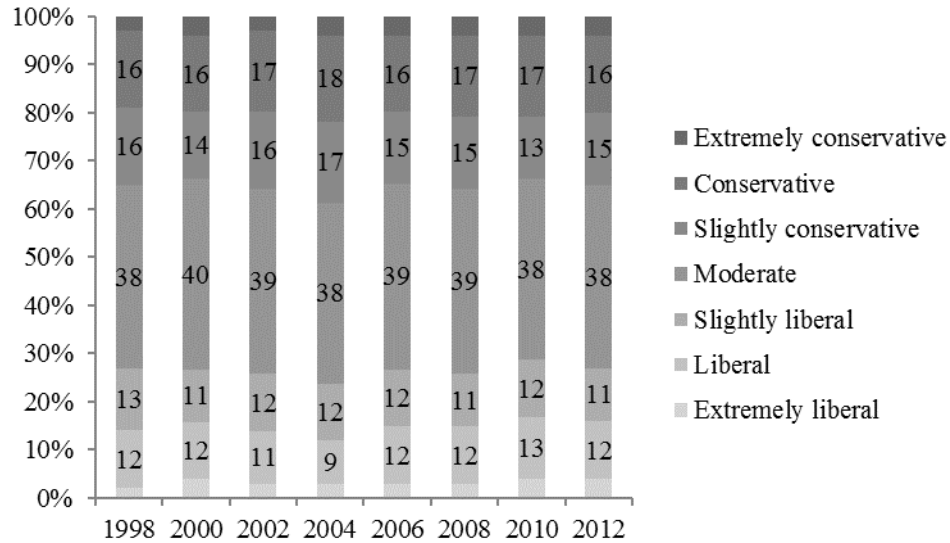 100%
90%
80%
70%
60%
50%
40%
30%
20%
10%
0%
16 16 17 18 16 17 17 16
16 14 16 17 15 15 13 15
38 40 39 38 39 39 38 38
13 11 12 12 12 11 12 11
12 12 11 9 12 12 13 12
1998 2000 2002 2004 2006 2008 2010 2012
Extremely conservative
Conservative
Slightly conservative
Moderate
Slightly liberal
Liberal
Extremely liberal